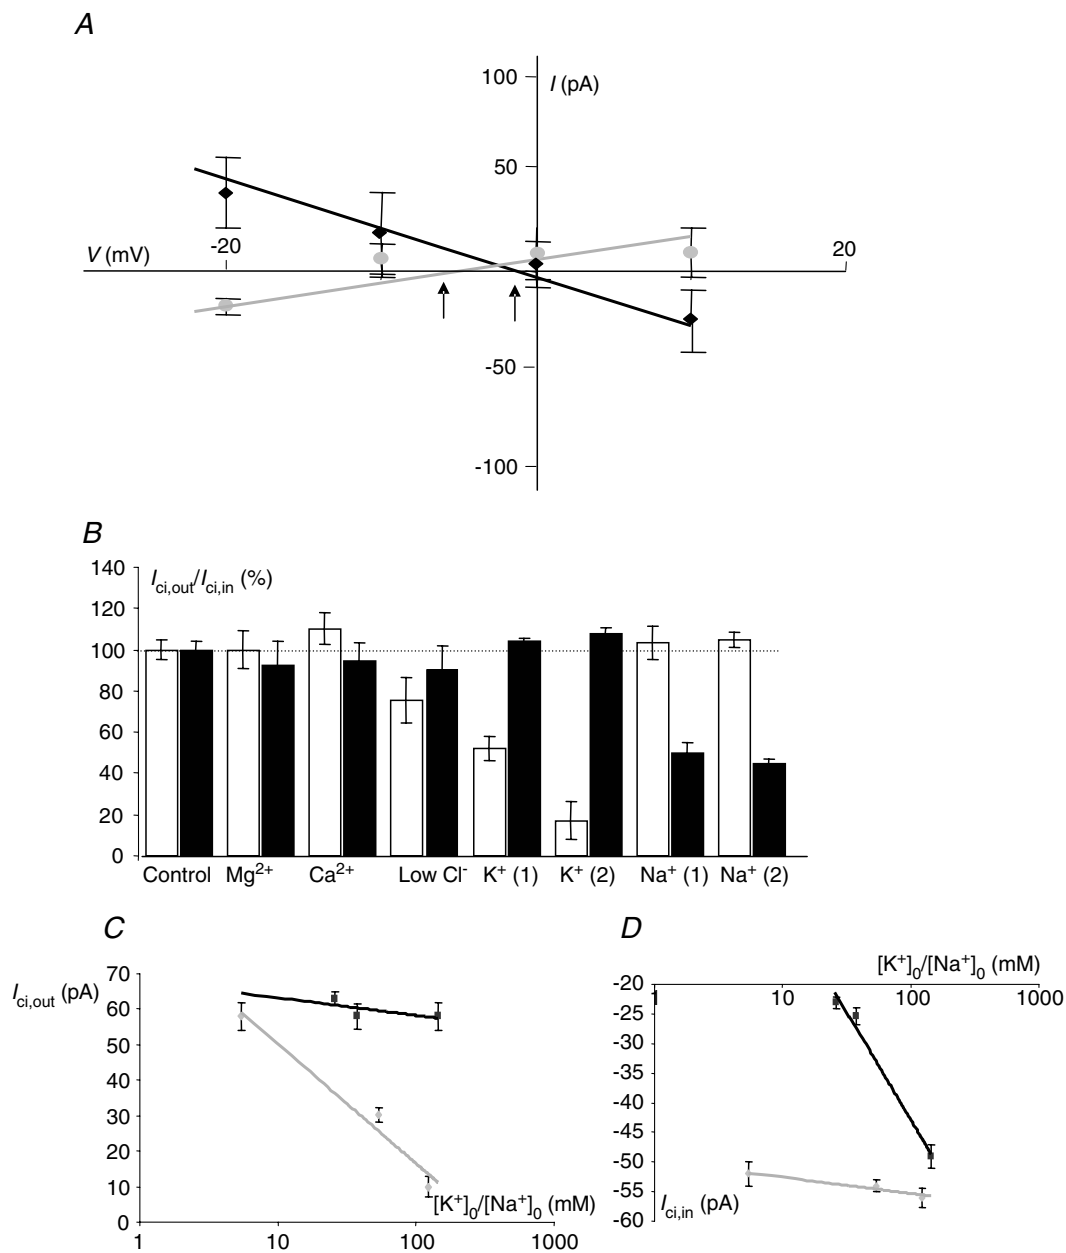 A
100
I (pA)
50
V (mV)
-20
20
-50
-100
B
140
I_ci,out/I_ci,in (%)
120
100
80
60
40
20
0
Control Mg²⁺ Ca²⁺ Low Cl⁻ K⁺ (1) K⁺ (2) Na⁺ (1) Na⁺ (2)
C
70
I_ci,out (pA)
60
50
40
30
20
10
0
[K⁺]₀/[Na⁺]₀ (mM)
1 10 100 1000
D
[K⁺]₀/[Na⁺]₀ (mM)
-20
1 10 100 1000
-25
-30
-35
-40
-45
-50
-55
-60
I_ci,in (pA)